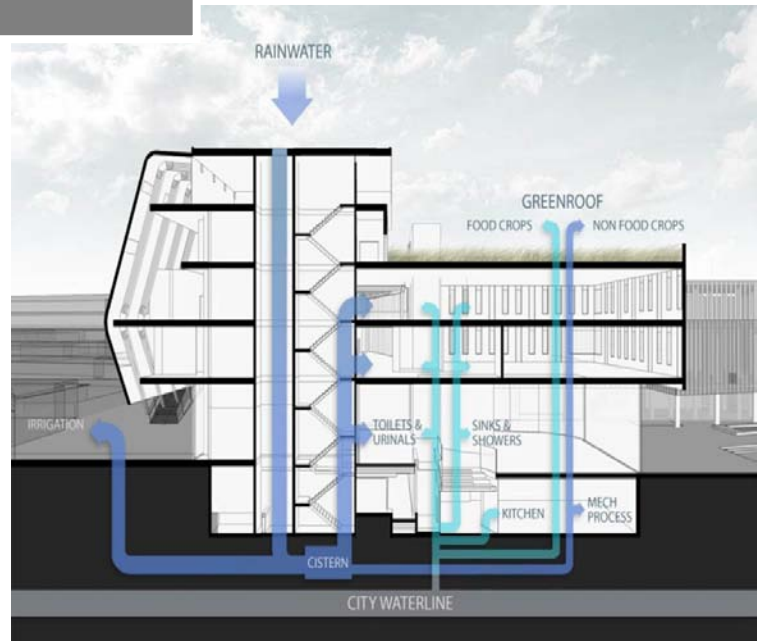 RAINWATER
GREENROOF
FOOD CROPS
NON FOOD CROPS
IRRIGATION
TOILETS &
URINALS
SINKS &
SHOWERS
KITCHEN
MECH
PROCESS
CISTERN
CITY WATERLINE